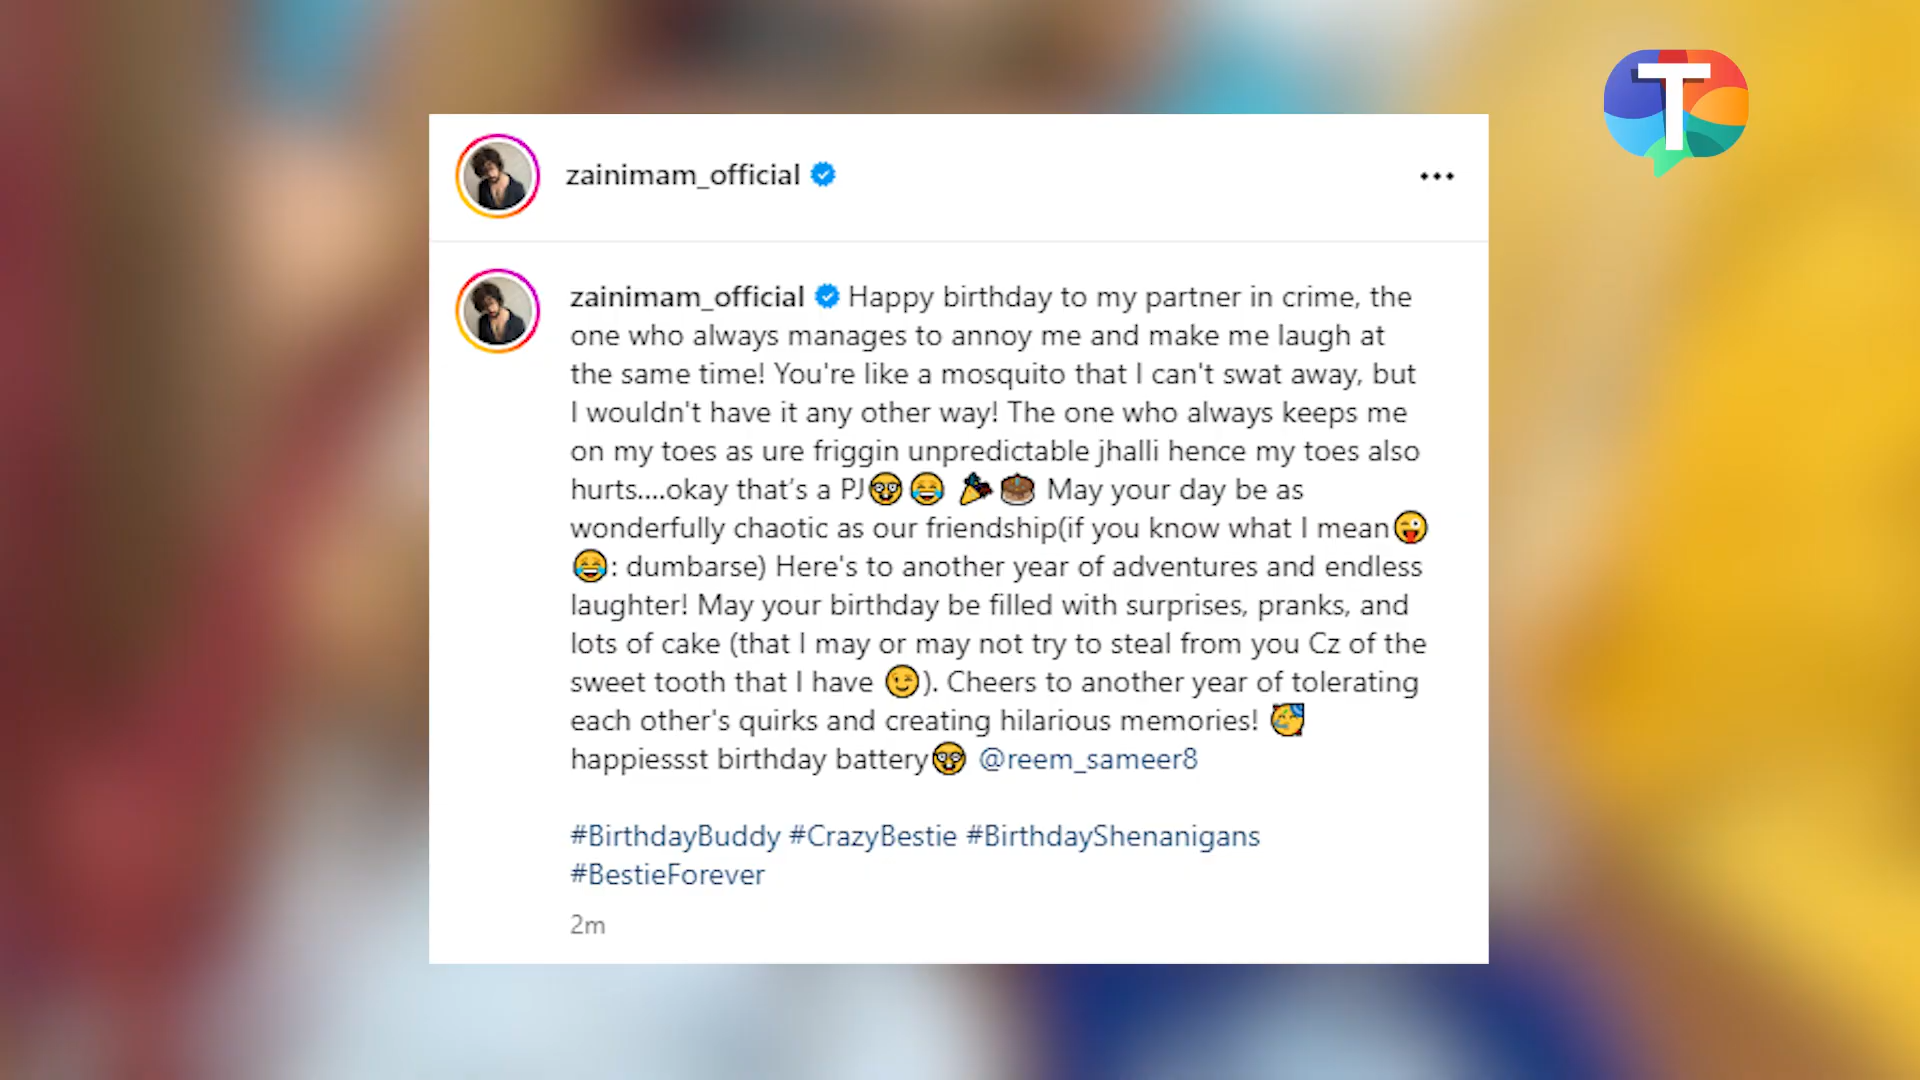 T
zainimam_official
zainimam_official Happy birthday to my partner in crime, the
one who always manages to annoy me and make me laugh at
the same time! You're like a mosquito that I can't swat away, but
I wouldn't have it any other way! The one who always keeps me
on my toes as ure friggin unpredictable jhalli hence my toes also
hurts....okay that’s a PJ🤓😂 🎉🎂 May your day be as
wonderfully chaotic as our friendship(if you know what I mean😜
😂: dumbarse) Here's to another year of adventures and endless
laughter! May your birthday be filled with surprises, pranks, and
lots of cake (that I may or may not try to steal from you Cz of the
sweet tooth that I have 😉). Cheers to another year of tolerating
each other's quirks and creating hilarious memories! 🥳
happiessst birthday battery🤓 @reem_sameer8
#BirthdayBuddy #CrazyBestie #BirthdayShenanigans
#BestieForever
2m